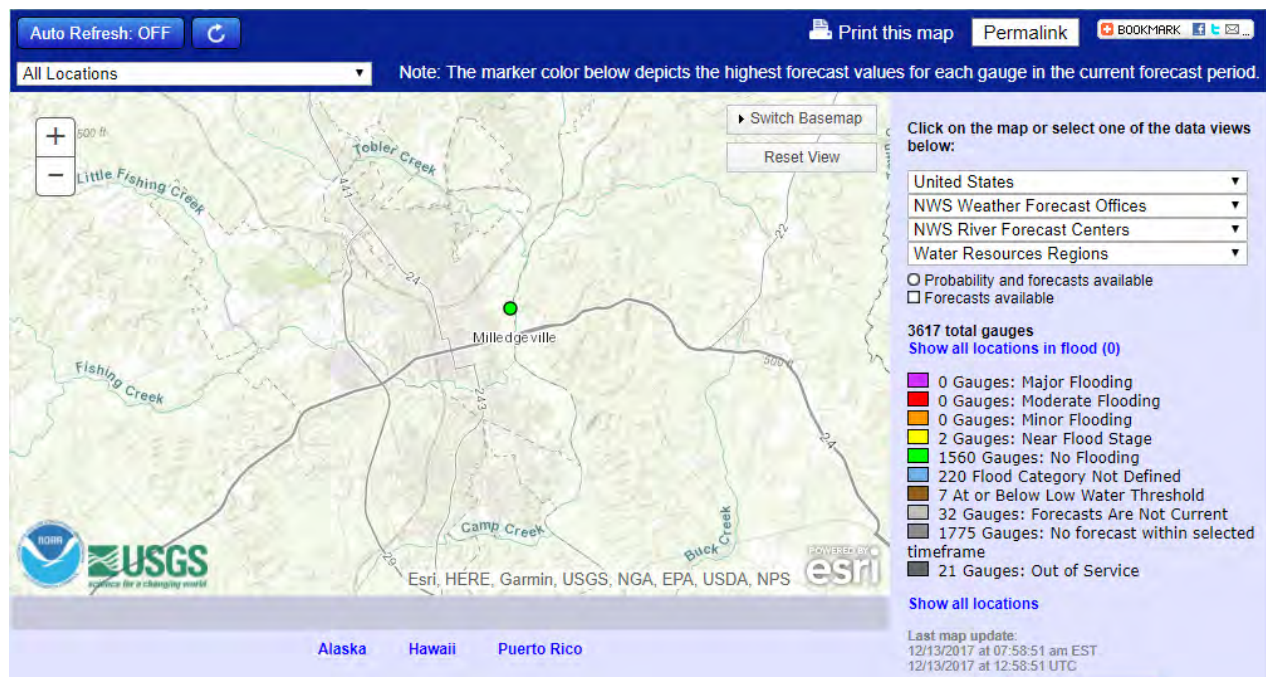 Auto Refresh: OFF
Print this map
Permalink
BOOKMARK
All Locations
Note: The marker color below depicts the highest forecast values for each gauge in the current forecast period.
+
500 ft
−
Switch Basemap
Reset View
Tobler Creek
Little Fishing Creek
441
22
24
Milledgeville
500 ft
Fishing Creek
243
24
Camp Creek
Buck Creek
29
NOAA
USGS
science for a changing world
Esri, HERE, Garmin, USGS, NGA, EPA, USDA, NPS
POWERED BY
esri
Alaska
Hawaii
Puerto Rico
Click on the map or select one of the data views
below:
United States
NWS Weather Forecast Offices
NWS River Forecast Centers
Water Resources Regions
Probability and forecasts available
Forecasts available
3617 total gauges
Show all locations in flood (0)
0 Gauges: Major Flooding
0 Gauges: Moderate Flooding
0 Gauges: Minor Flooding
2 Gauges: Near Flood Stage
1560 Gauges: No Flooding
220 Flood Category Not Defined
7 At or Below Low Water Threshold
32 Gauges: Forecasts Are Not Current
1775 Gauges: No forecast within selected
timeframe
21 Gauges: Out of Service
Show all locations
Last map update:
12/13/2017 at 07:58:51 am EST
12/13/2017 at 12:58:51 UTC